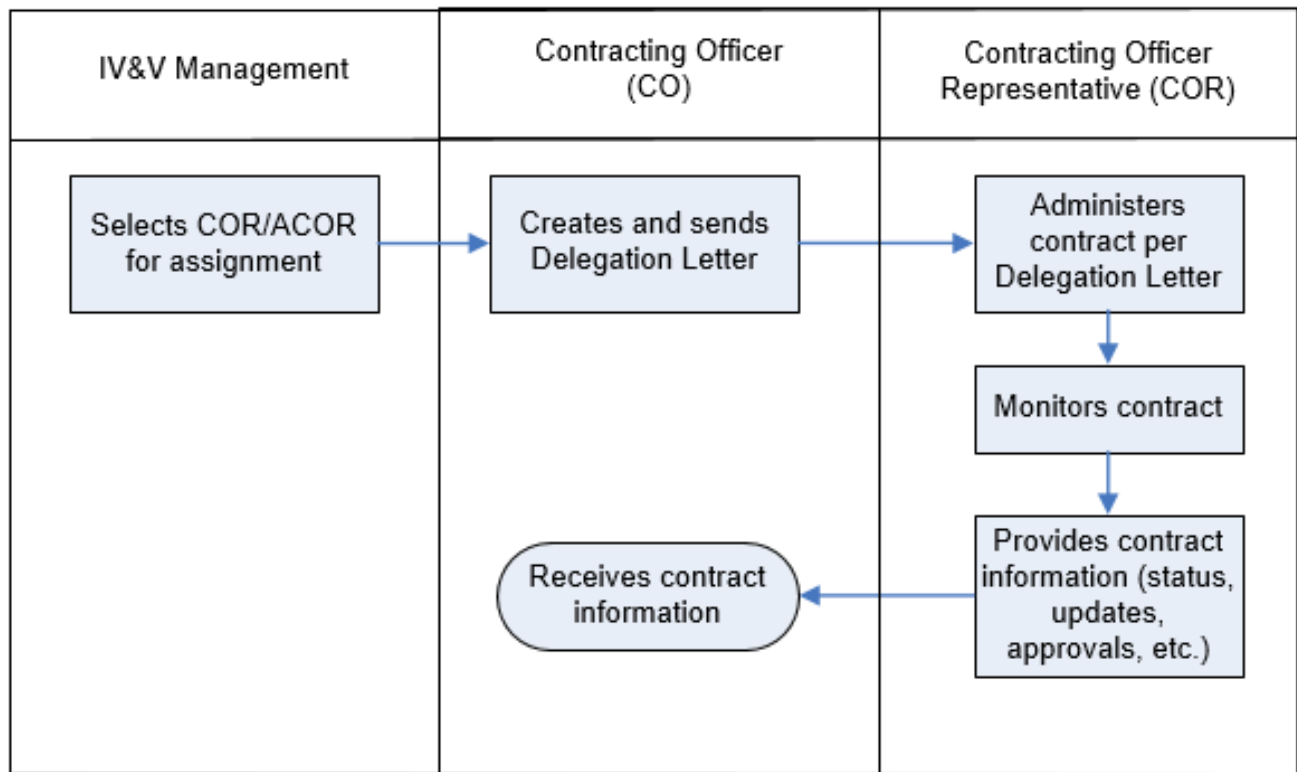 IV&V Management
Contracting Officer
(CO)
Contracting Officer
Representative (COR)
Selects COR/ACOR
for assignment
Creates and sends
Delegation Letter
Administers
contract per
Delegation Letter
Monitors contract
Provides contract
information (status,
updates,
approvals, etc.)
Receives contract
information